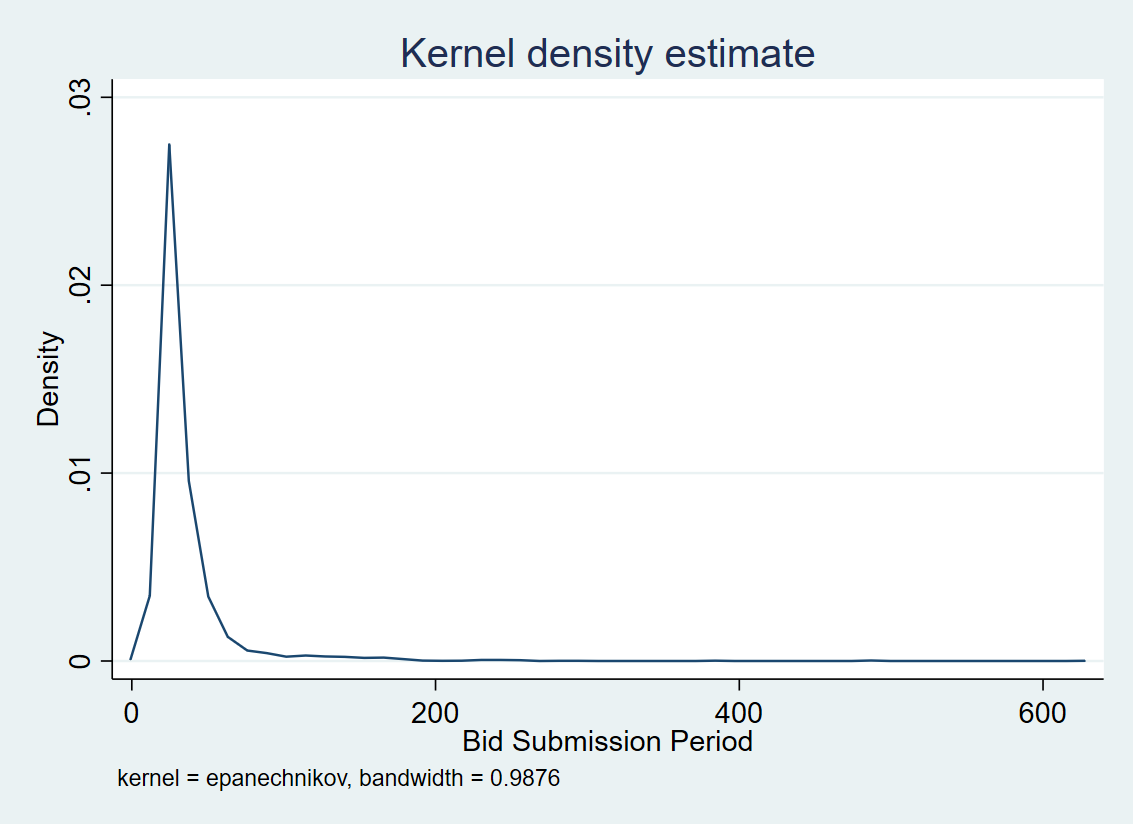 Kernel density estimate
.03
.02
.01
0
Density
0 200 400 600
Bid Submission Period
kernel = epanechnikov, bandwidth = 0.9876